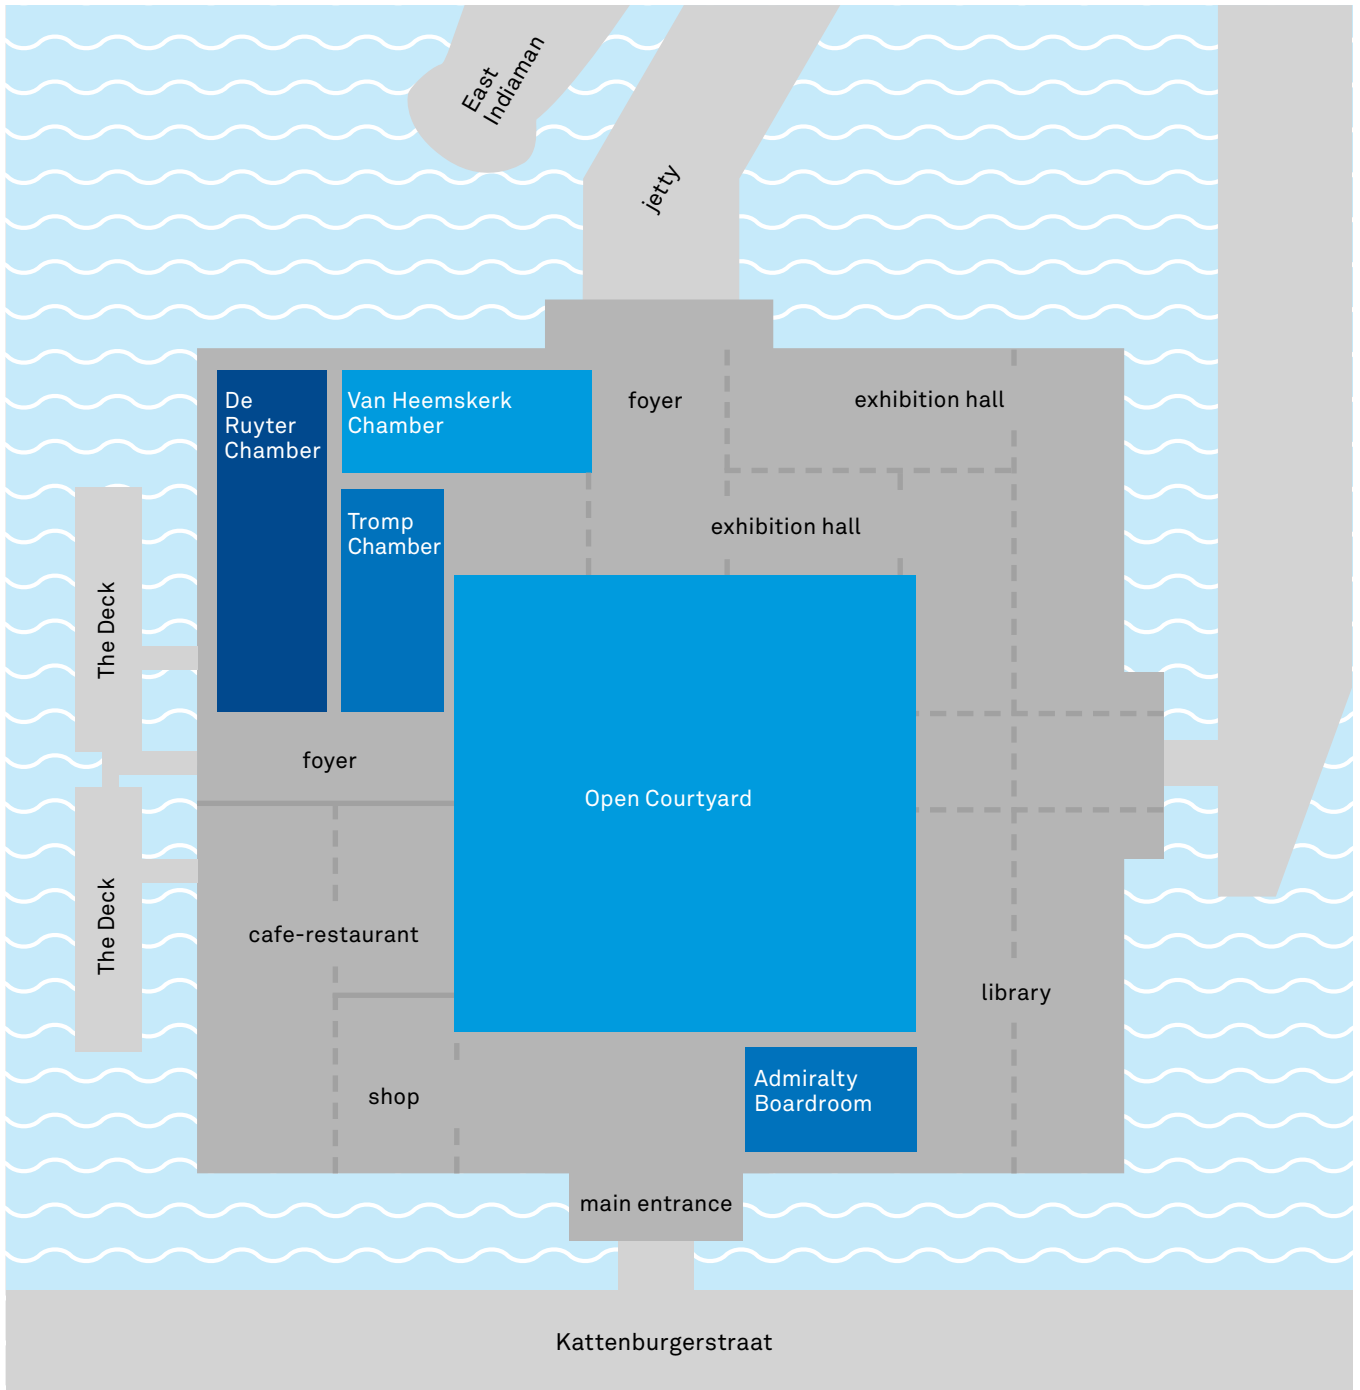 East
Indiaman
jetty
De
Ruyter
Chamber
Van Heemskerk
Chamber
foyer
exhibition hall
Tromp
Chamber
exhibition hall
The Deck
foyer
Open Courtyard
The Deck
cafe-restaurant
library
shop
Admiralty
Boardroom
main entrance
Kattenburgerstraat